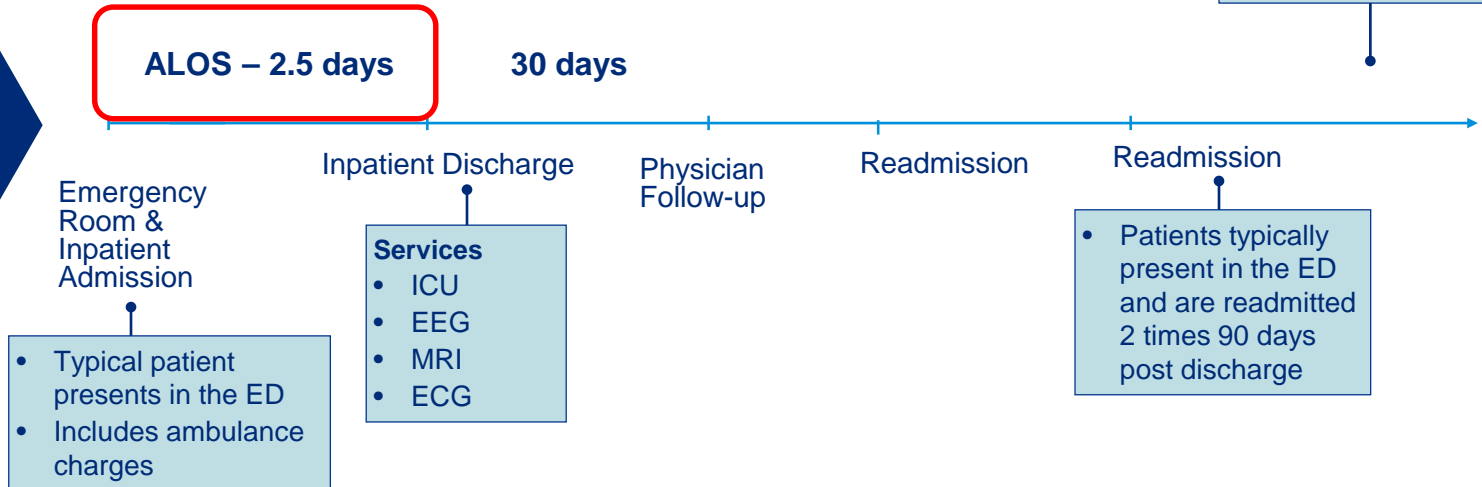 ALOS – 2.5 days
30 days
Inpatient Discharge
Physician
Follow-up
Readmission
Readmission
Emergency
Room &
Inpatient
Admission
Services
• ICU
• EEG
• MRI
• ECG
• Patients typically
present in the ED
and are readmitted
2 times 90 days
post discharge
• Typical patient
presents in the ED
• Includes ambulance
charges